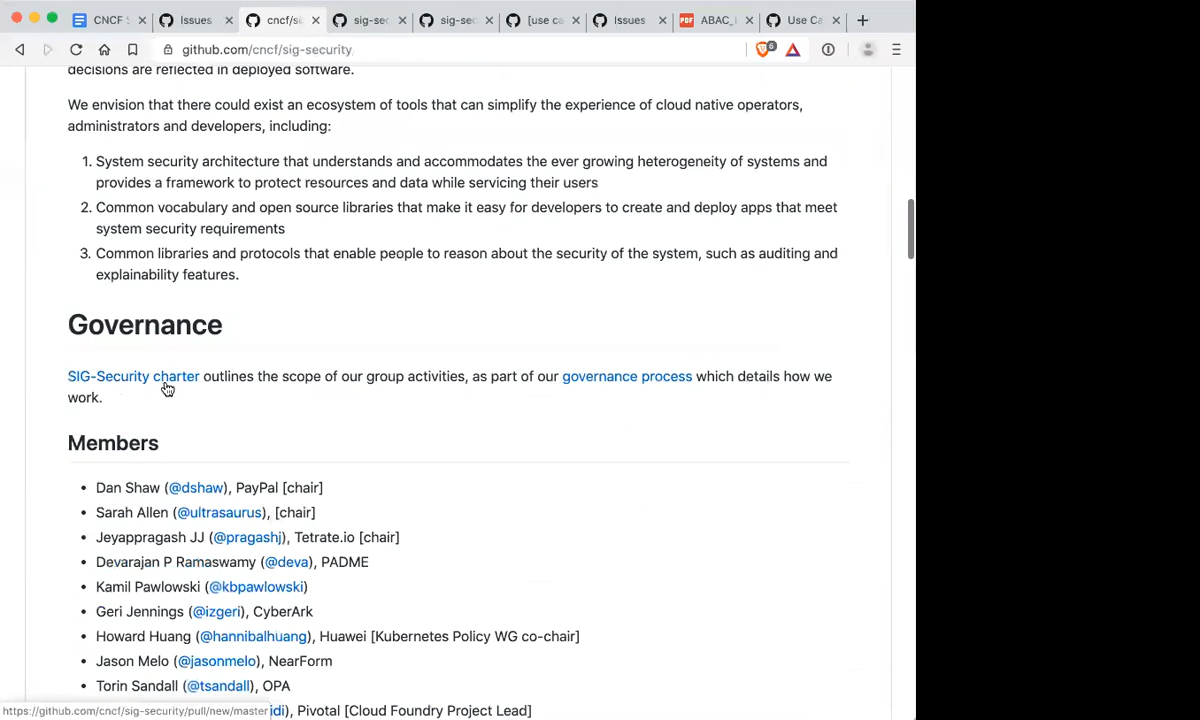 CNCF S
Issues
cncf/si
sig-sec
sig-sec
[use ca
Issues
PDF ABAC_I
Use Ca
github.com/cncf/sig-security
6
decisions are reflected in deployed software.
We envision that there could exist an ecosystem of tools that can simplify the experience of cloud native operators,
administrators and developers, including:
1. System security architecture that understands and accommodates the ever growing heterogeneity of systems and
provides a framework to protect resources and data while servicing their users
2. Common vocabulary and open source libraries that make it easy for developers to create and deploy apps that meet
system security requirements
3. Common libraries and protocols that enable people to reason about the security of the system, such as auditing and
explainability features.
Governance
SIG-Security charter outlines the scope of our group activities, as part of our governance process which details how we
work.
Members
• Dan Shaw (@dshaw), PayPal [chair]
• Sarah Allen (@ultrasaurus), [chair]
• Jeyappragash JJ (@pragashj), Tetrate.io [chair]
• Devarajan P Ramaswamy (@deva), PADME
• Kamil Pawlowski (@kbpawlowski)
• Geri Jennings (@izgeri), CyberArk
• Howard Huang (@hannibalhuang), Huawei [Kubernetes Policy WG co-chair]
• Jason Melo (@jasonmelo), NearForm
• Torin Sandall (@tsandall), OPA
https://github.com/cncf/sig-security/pull/new/master
idi), Pivotal [Cloud Foundry Project Lead]